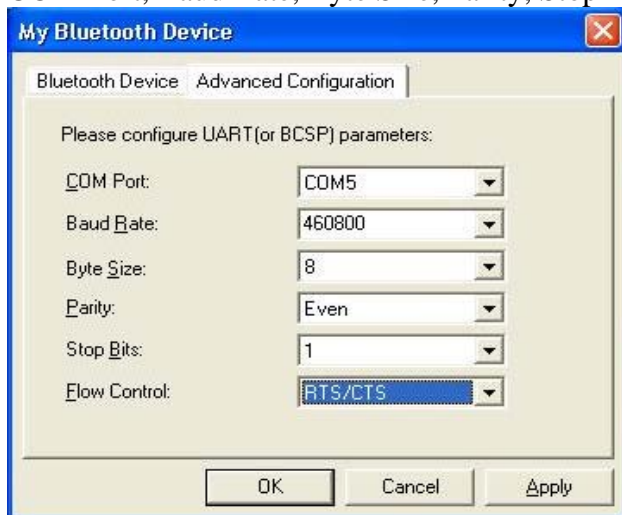 My Bluetooth Device
Bluetooth Device Advanced Configuration
Please configure UART(or BCSP) parameters:
COM Port: COM5
Baud Rate: 460800
Byte Size: 8
Parity: Even
Stop Bits: 1
Flow Control: RTS/CTS
OK Cancel Apply